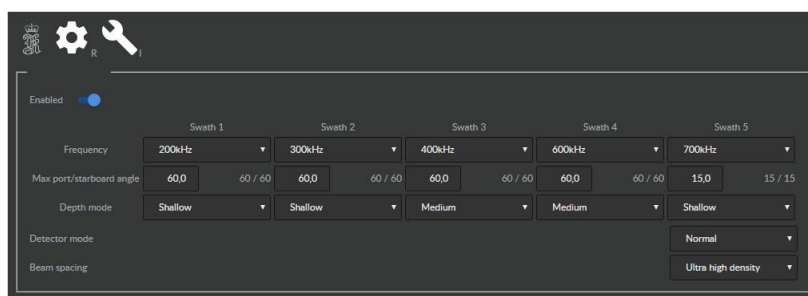 R I
Enabled
Swath 1 Swath 2 Swath 3 Swath 4 Swath 5
Frequency 200kHz 300kHz 400kHz 600kHz 700kHz
Max port/starboard angle 60,0 60 / 60 60,0 60 / 60 60,0 60 / 60 60,0 60 / 60 15,0 15 / 15
Depth mode Shallow Shallow Medium Medium Shallow
Detector mode Normal
Beam spacing Ultra high density